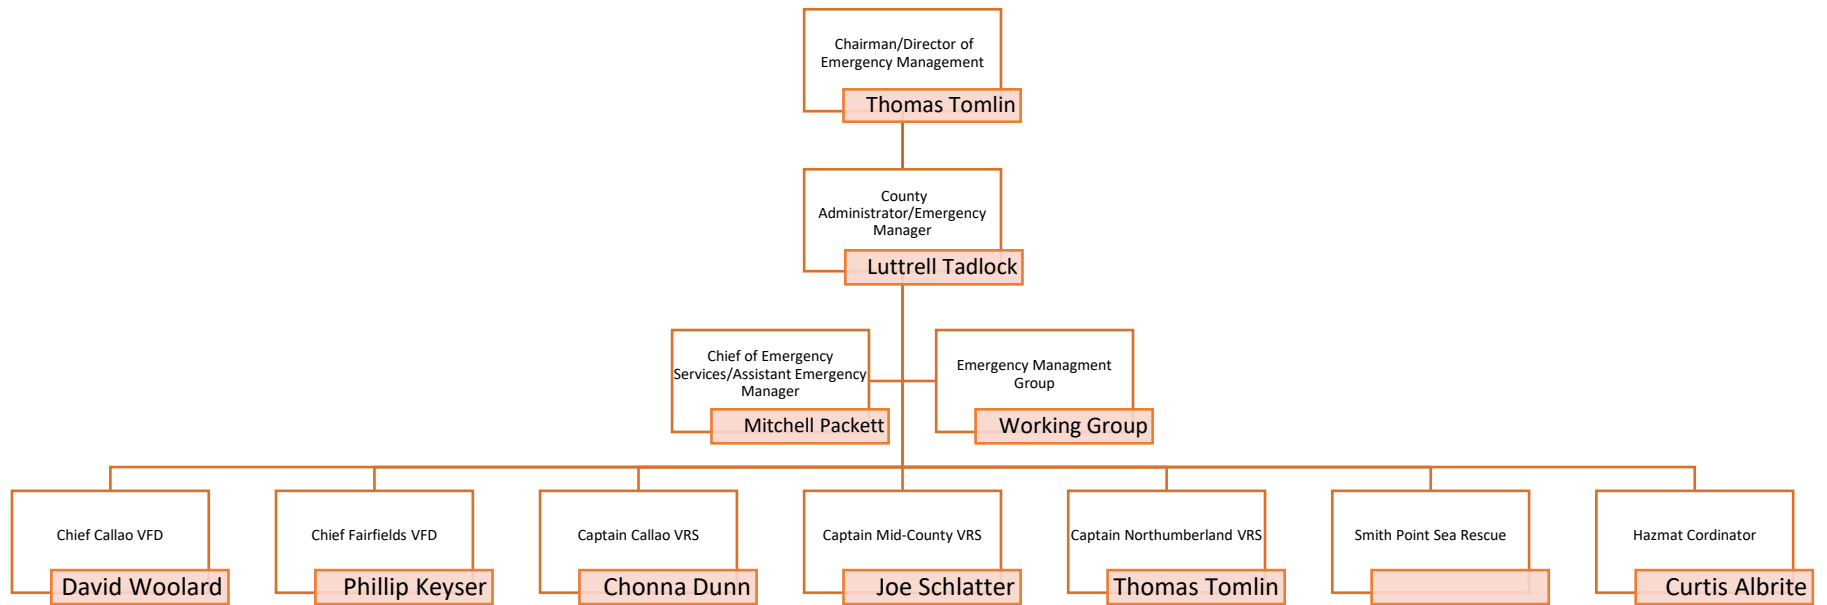 Chairman/Director of
Emergency Management
Thomas Tomlin
County
Administrator/Emergency
Manager
Luttrell Tadlock
Chief of Emergency
Services/Assistant Emergency
Manager
Mitchell Packett
Emergency Managment
Group
Working Group
Chief Callao VFD
David Woolard
Chief Fairfields VFD
Phillip Keyser
Captain Callao VRS
Chonna Dunn
Captain Mid-County VRS
Joe Schlatter
Captain Northumberland VRS
Thomas Tomlin
Smith Point Sea Rescue
Hazmat Cordinator
Curtis Albrite